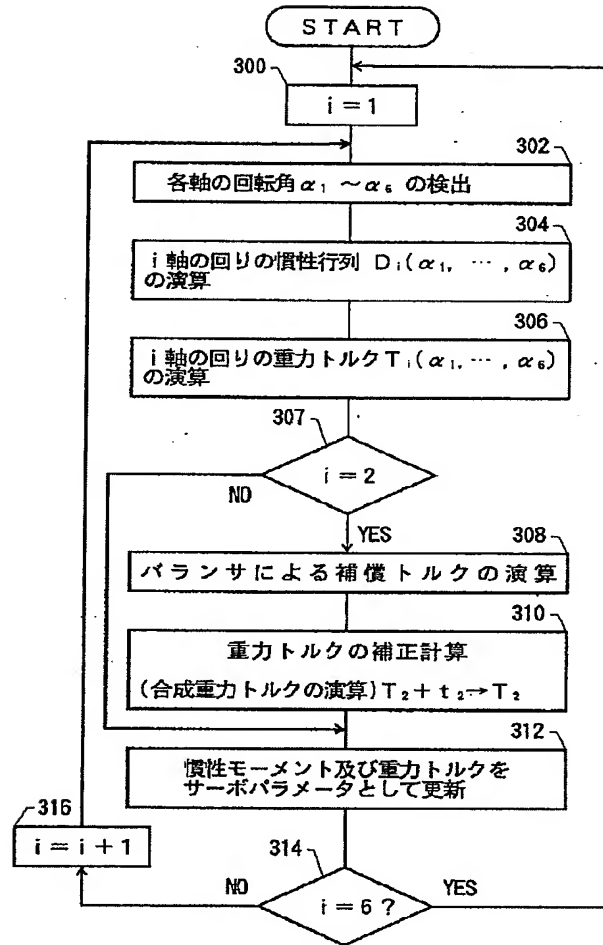 START
300
i=1
302
各軸の回転角α₁ ~α₆ の検出
304
i軸の回りの慣性行列 Dᵢ(α₁, …, α₆)
の演算
306
i軸の回りの重力トルクTᵢ(α₁, …, α₆)
の演算
307
i=2
NO
YES
308
バランサによる補償トルクの演算
310
重力トルクの補正計算
(合成重力トルクの演算)T₂+t₂→T₂
312
慣性モーメント及び重力トルクを
サーボパラメータとして更新
316
i=i+1
314
NO
i=6?
YES